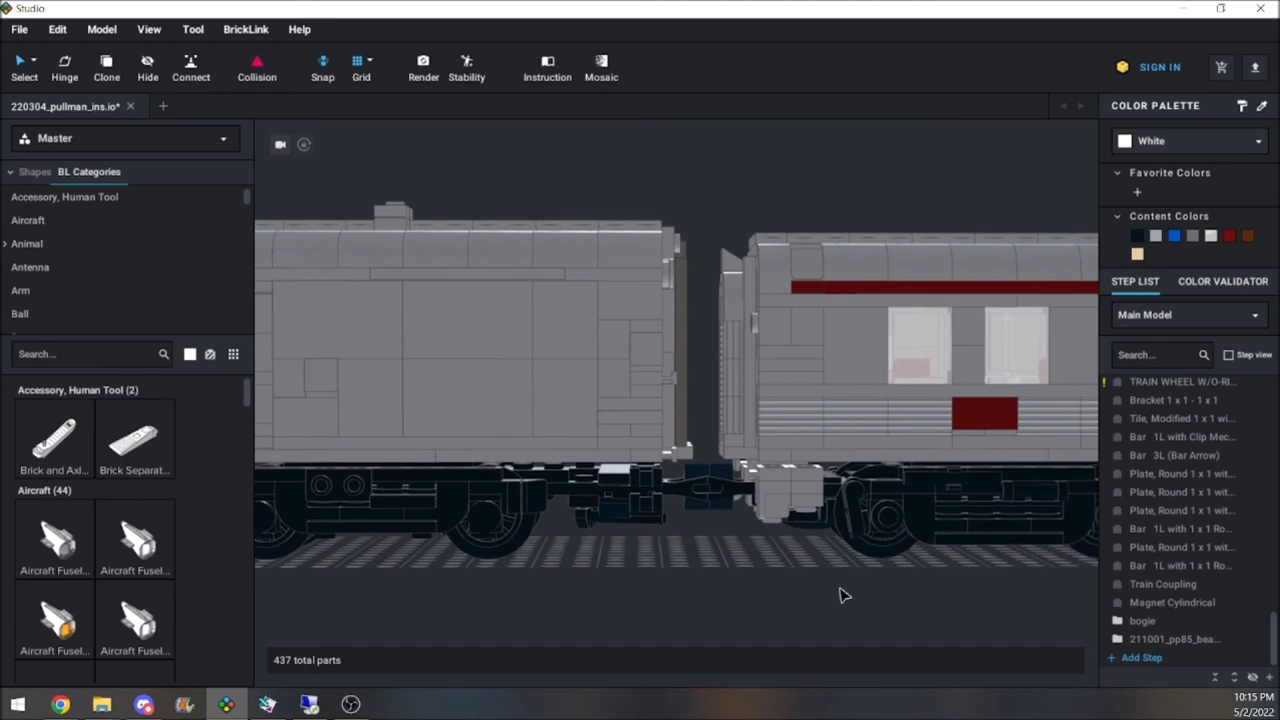 Studio
File Edit Model View Tool BrickLink Help
Select Hinge Clone Hide Connect Collision Snap Grid Render Stability Instruction Mosaic SIGN IN
220304_pullman_ins.io*
Master
Shapes BL Categories
Accessory, Human Tool
Aircraft
Animal
Antenna
Arm
Ball
Search...
Accessory, Human Tool (2)
Brick and Axl... Brick Separat...
Aircraft (44)
Aircraft Fusel... Aircraft Fusel...
Aircraft Fusel... Aircraft Fusel...
437 total parts
COLOR PALETTE
White
Favorite Colors
Content Colors
STEP LIST COLOR VALIDATOR
Main Model
Search... Step view
TRAIN WHEEL W/O-RI...
Bracket 1 x 1 - 1 x 1
Tile, Modified 1 x 1 wi...
Bar 1L with Clip Mec...
Bar 3L (Bar Arrow)
Plate, Round 1 x 1 wit...
Plate, Round 1 x 1 wit...
Plate, Round 1 x 1 wit...
Bar 1L with 1 x 1 Ro...
Plate, Round 1 x 1 wit...
Bar 1L with 1 x 1 Ro...
Train Coupling
Magnet Cylindrical
bogie
211001_pp85_bea...
+ Add Step
10:15 PM
5/2/2022